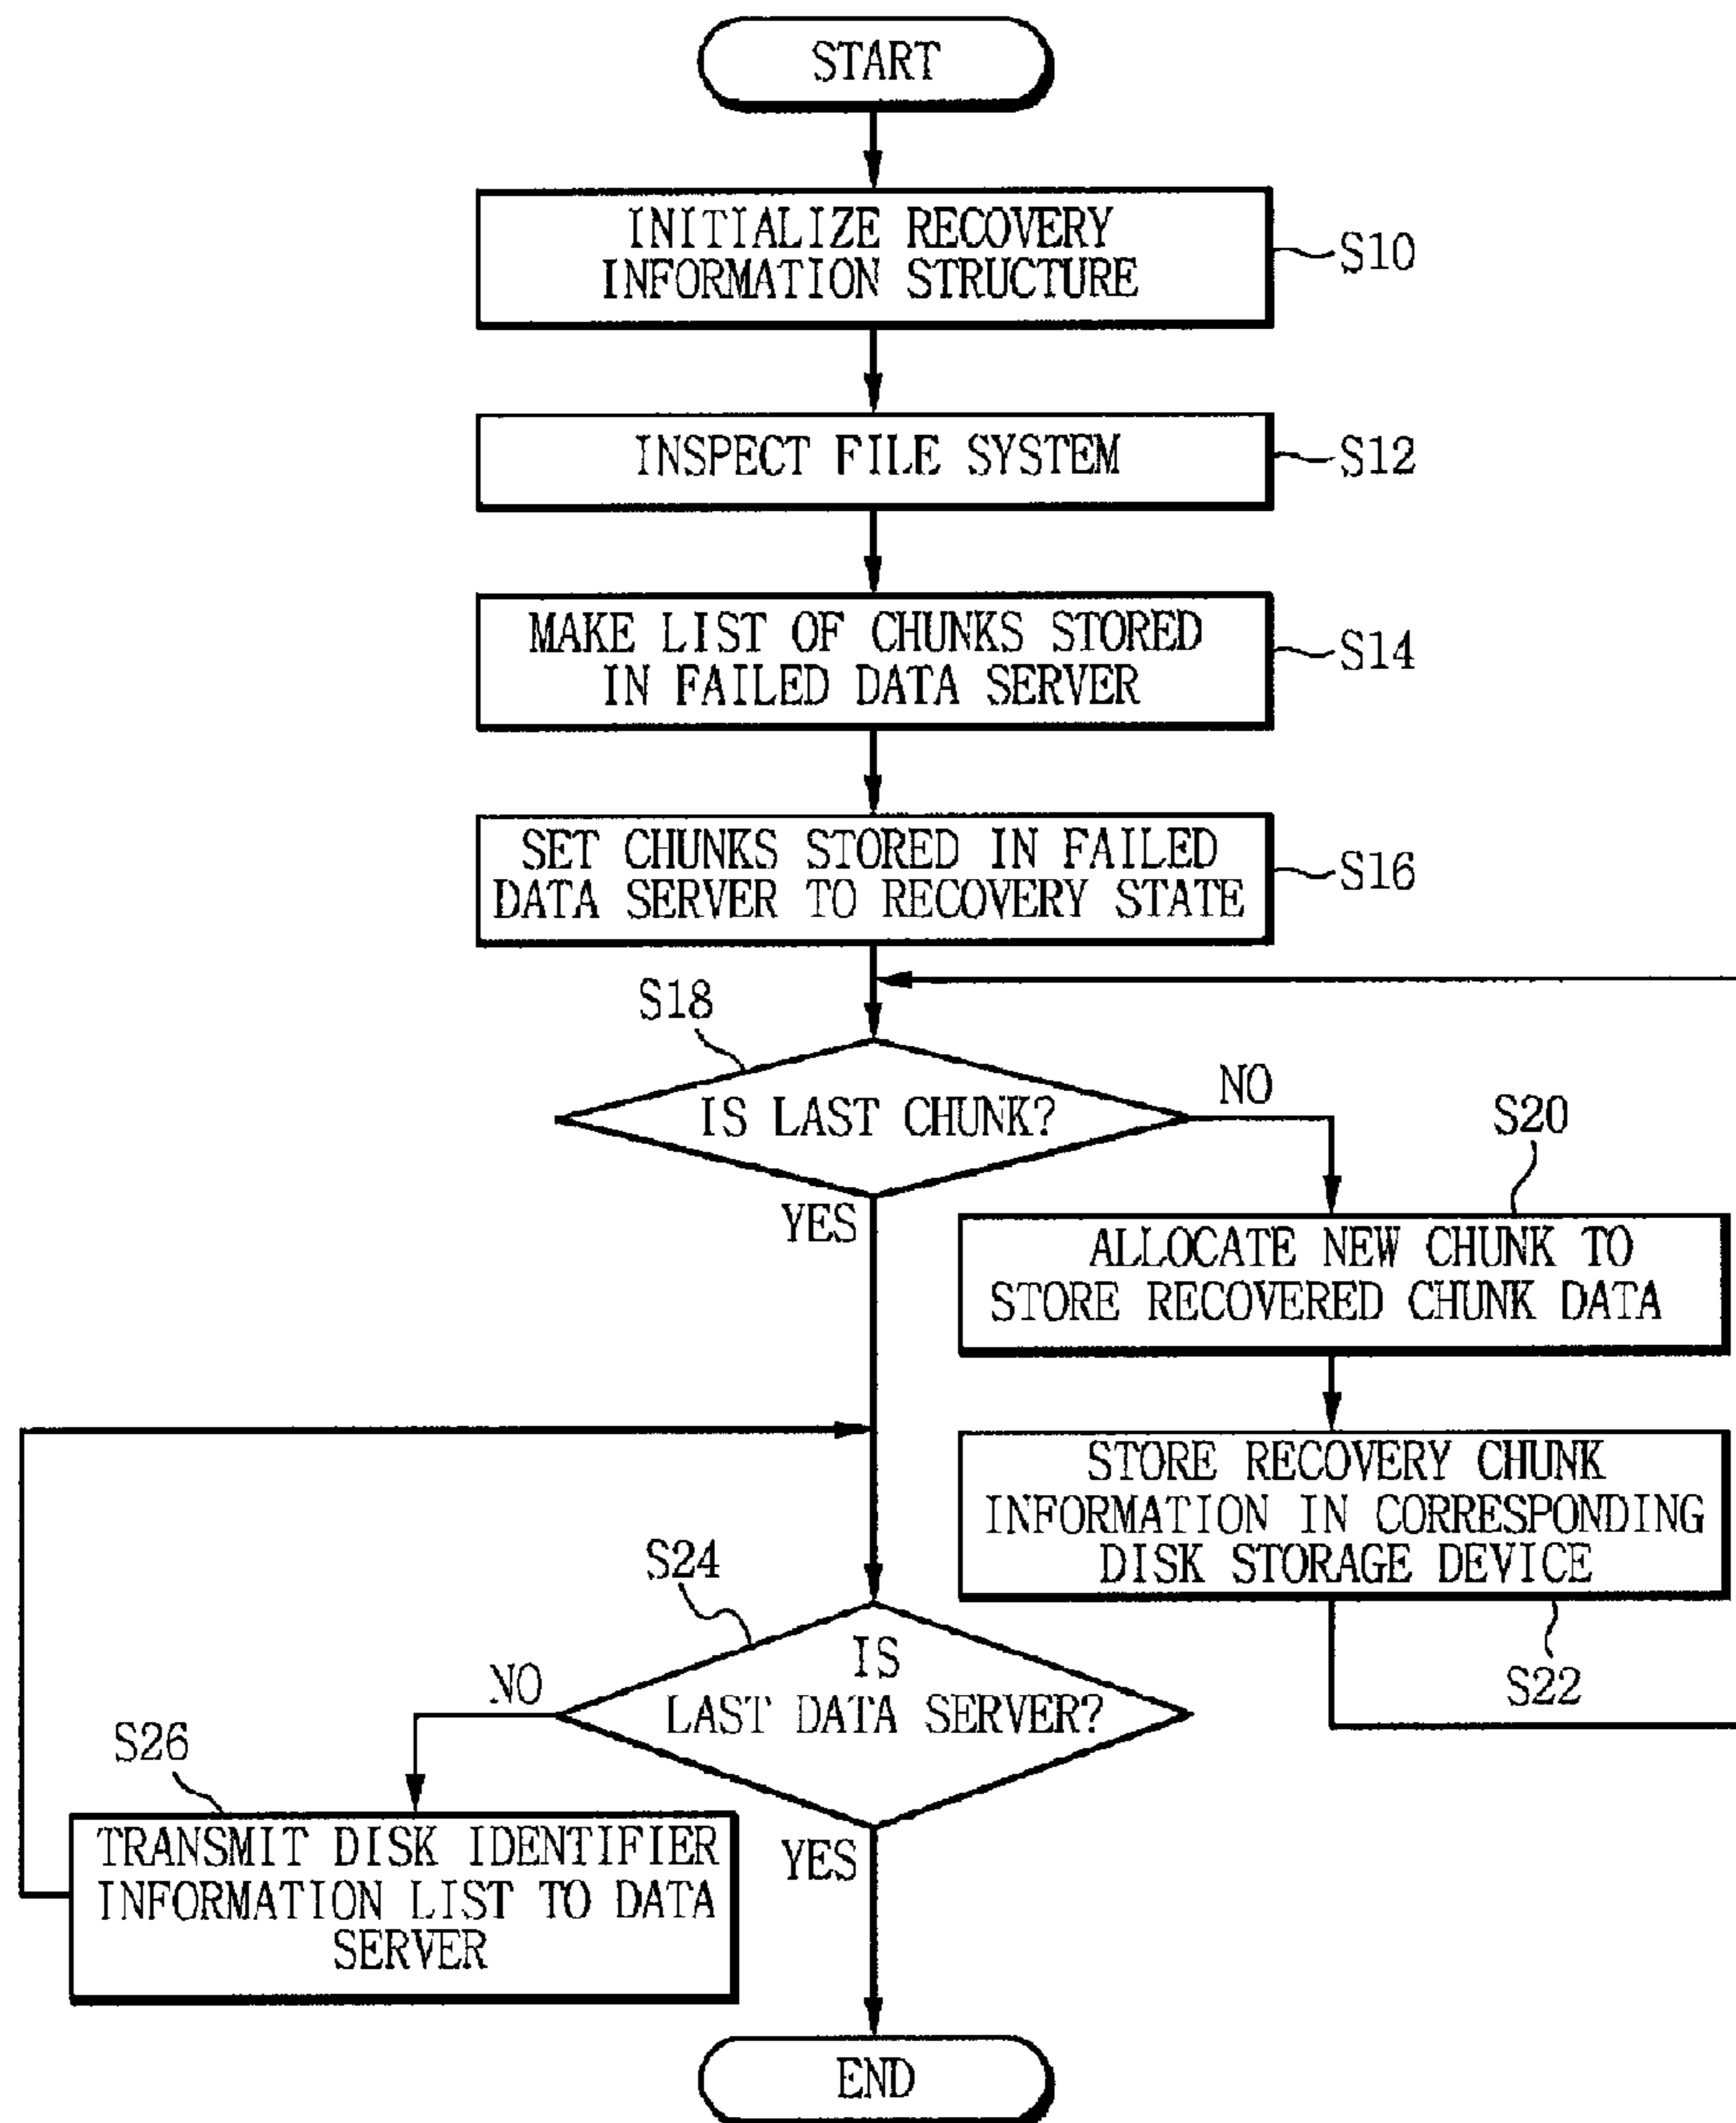 START
INITIALIZE RECOVERY
INFORMATION STRUCTURE
S10
INSPECT FILE SYSTEM
S12
MAKE LIST OF CHUNKS STORED
IN FAILED DATA SERVER
S14
SET CHUNKS STORED IN FAILED
DATA SERVER TO RECOVERY STATE
S16
S18
IS LAST CHUNK?
NO
YES
S20
ALLOCATE NEW CHUNK TO
STORE RECOVERED CHUNK DATA
STORE RECOVERY CHUNK
INFORMATION IN CORRESPONDING
DISK STORAGE DEVICE
S22
S24
IS
LAST DATA SERVER?
NO
YES
S26
TRANSMIT DISK IDENTIFIER
INFORMATION LIST TO DATA
SERVER
END